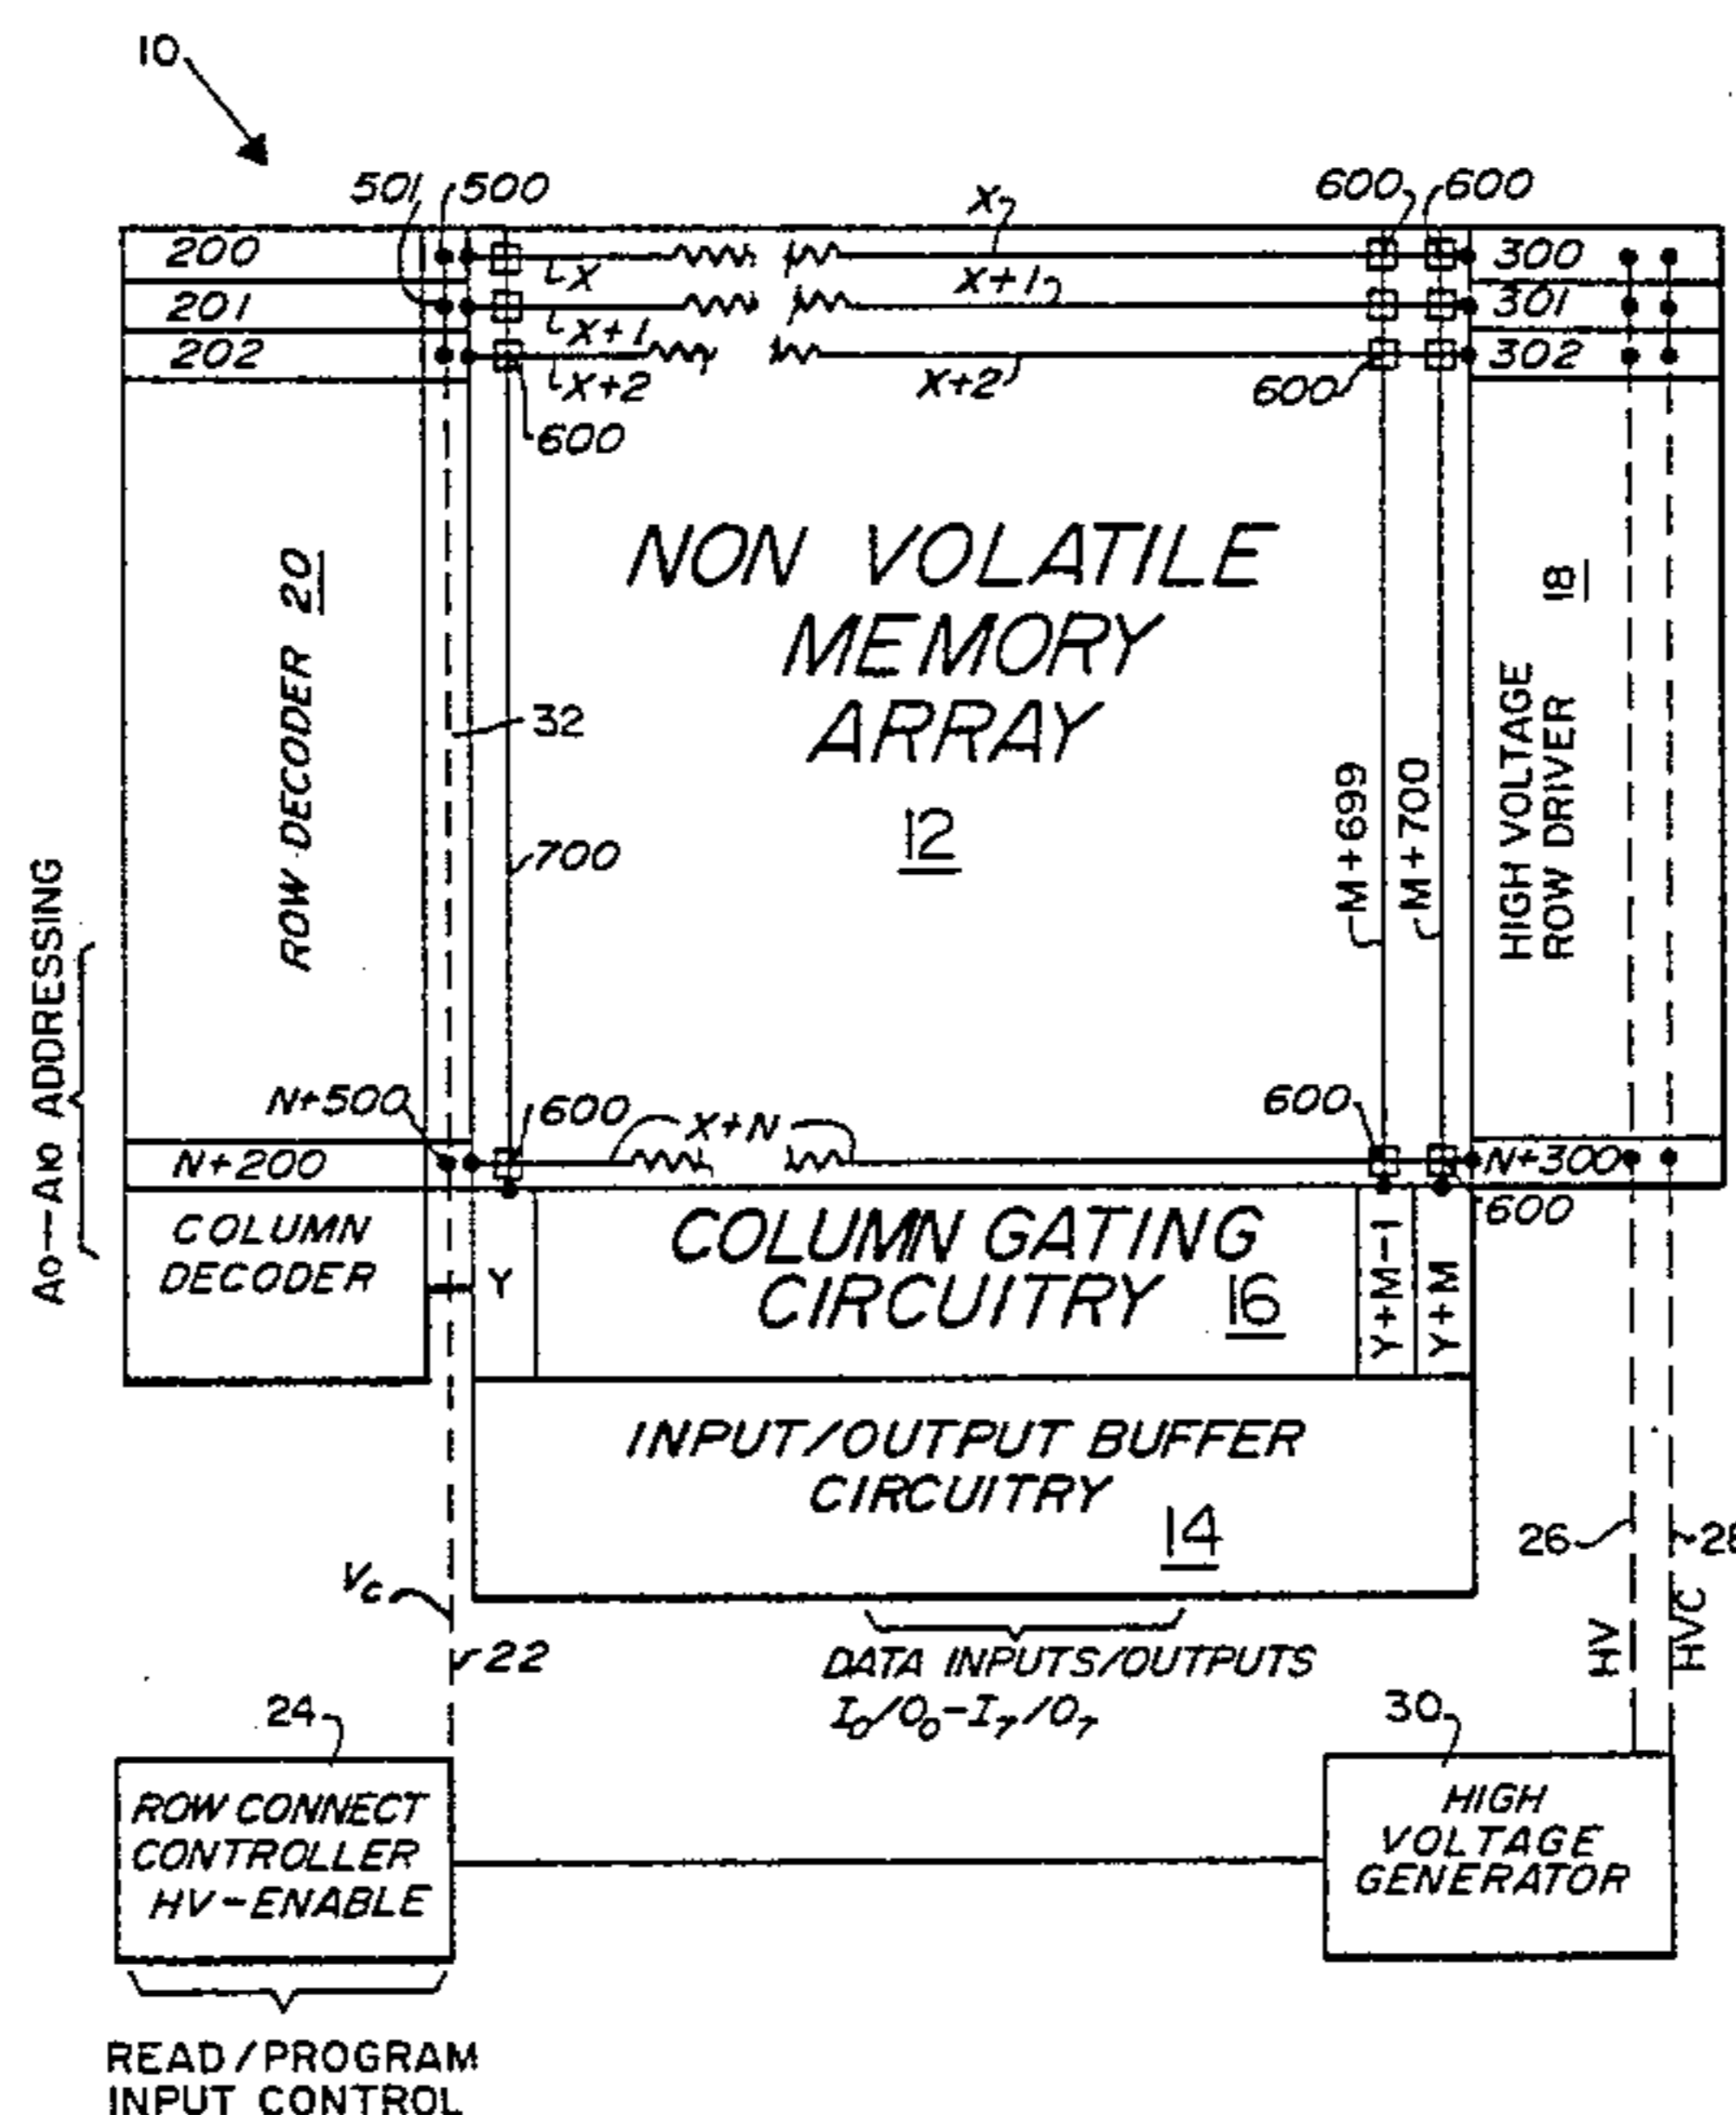 10
501
500
X
600
600
200
X
300
X+1
201
X+1
301
202
X+2
X+2
600
302
600
NON VOLATILE
MEMORY
ARRAY
12
ROW DECODER 20
32
700
M+699
M+700
HIGH VOLTAGE
ROW DRIVER
18
A0—A10 ADDRESSING
N+500
600
X+N
600
N+200
N+300
600
COLUMN
DECODER
Y
COLUMN GATING
CIRCUITRY 16
Y+M-1
Y+M
INPUT/OUTPUT BUFFER
CIRCUITRY
14
26
28
VC
22
HV
HVC
DATA INPUTS/OUTPUTS
I0/O0-I7/O7
24
30
ROW CONNECT
CONTROLLER
HV-ENABLE
HIGH
VOLTAGE
GENERATOR
READ/PROGRAM
INPUT CONTROL